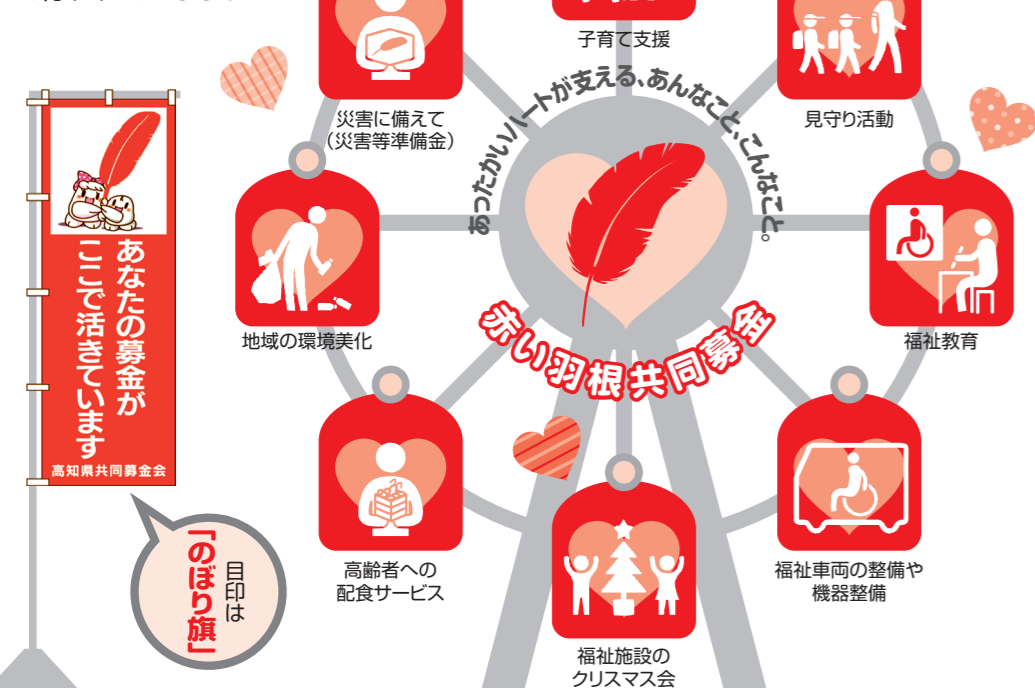 子育て支援
災害に備えて
(災害等準備金)
見守り活動
あったかいハートが支える、あんなこと、こんなこと。
赤い羽根共同募金
地域の環境美化
福祉教育
高齢者への
配食サービス
福祉車両の整備や
機器整備
福祉施設の
クリスマス会
あなたの募金が
ここで活きています
高知県共同募金会
目印は
「のぼり旗」